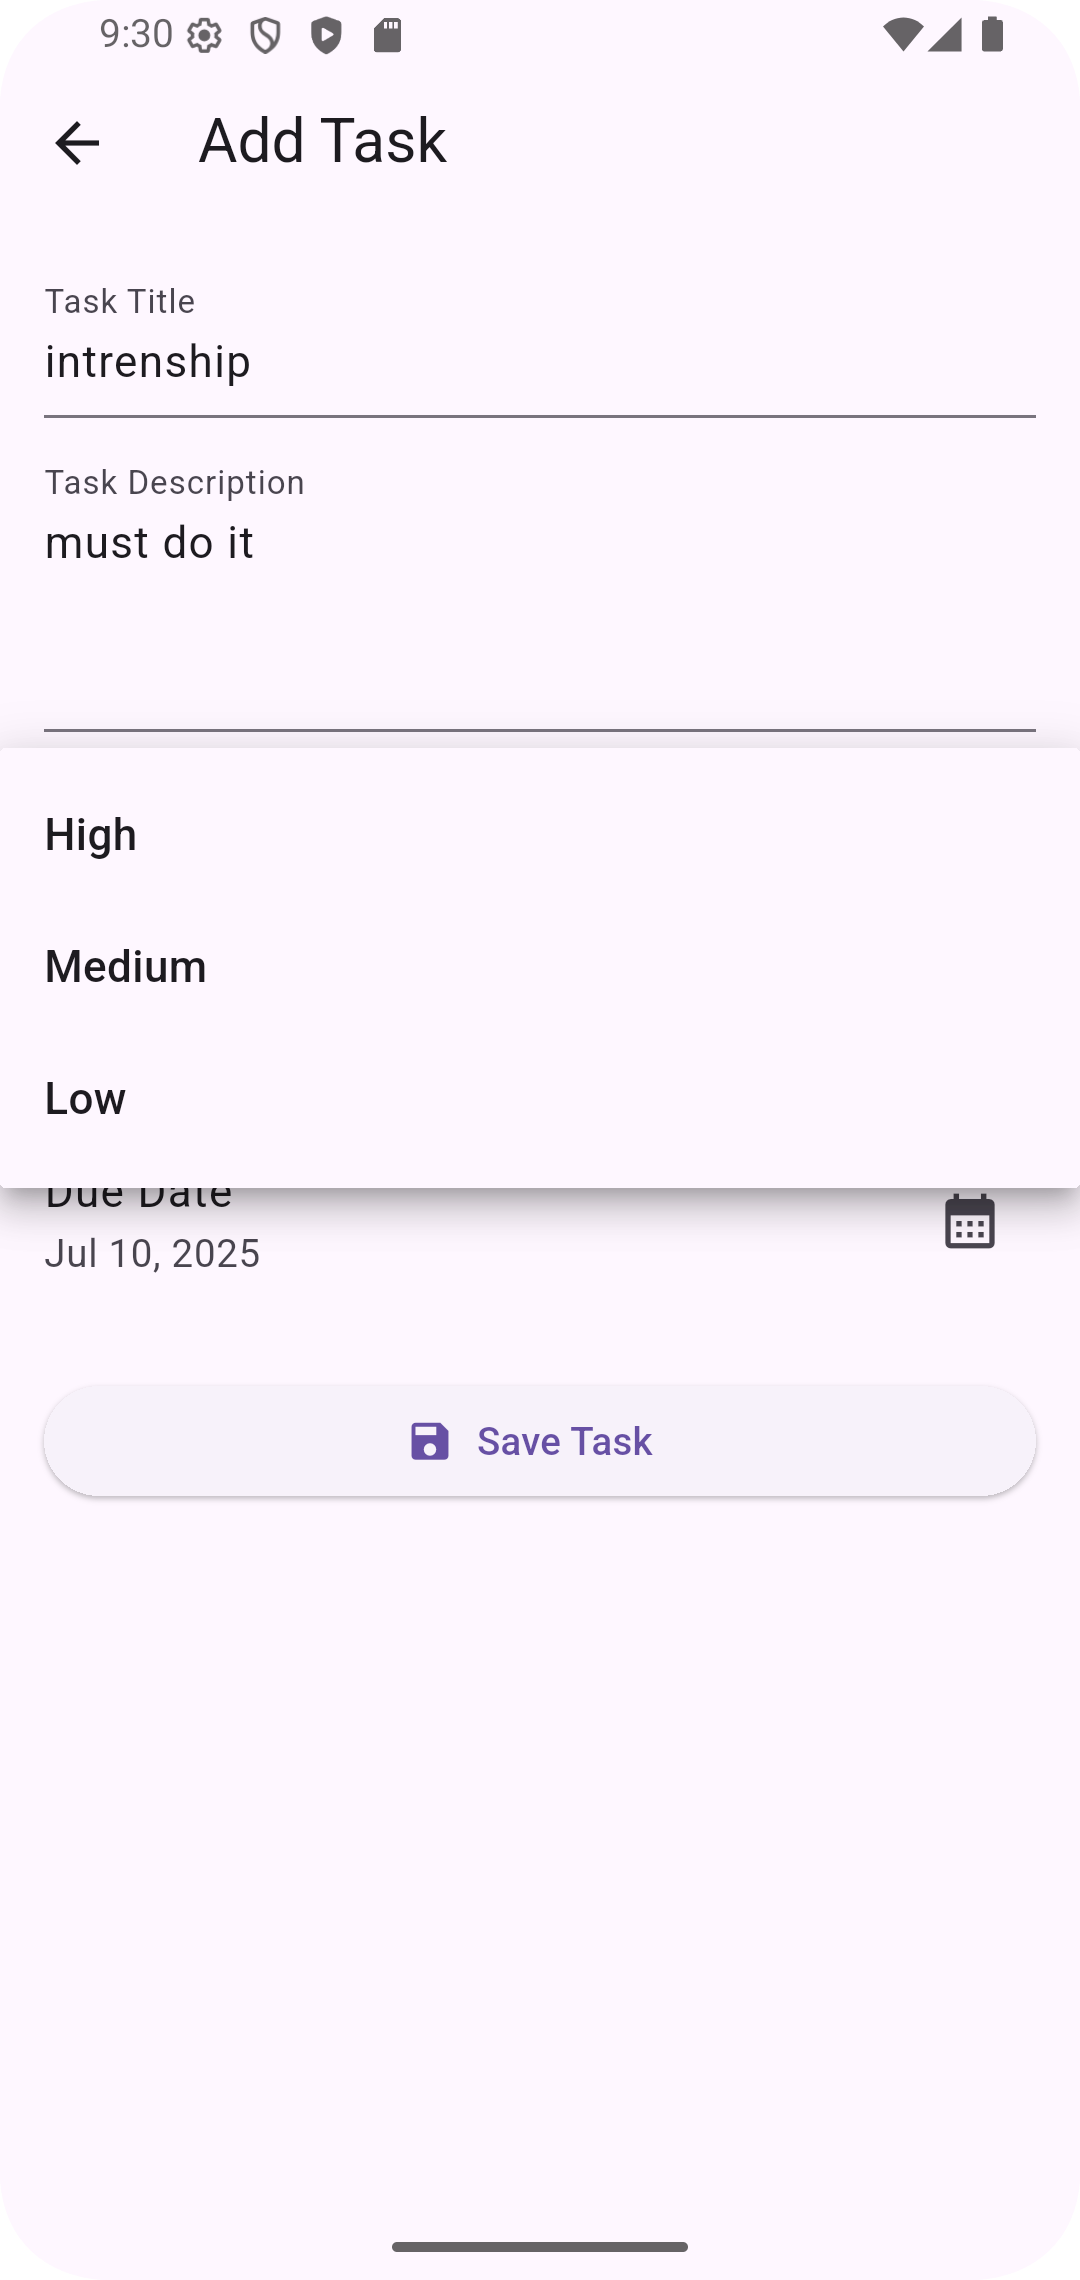 9:30
Add Task
Task Title
intrenship
Task Description
must do it
High
Medium
Low
Due Date
Jul 10, 2025
Save Task